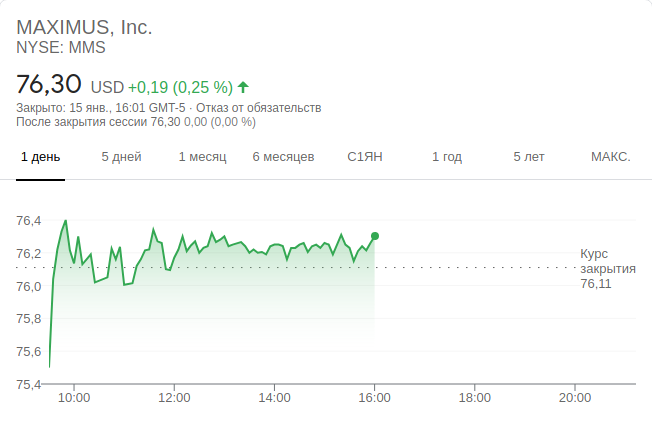 MAXIMUS, Inc.
NYSE: MMS
76,30 USD +0,19 (0,25 %)
Закрыто: 15 янв., 16:01 GMT-5 · Отказ от обязательств
После закрытия сессии 76,30 0,00 (0,00 %)
1 день 5 дней 1 месяц 6 месяцев С1ЯН 1 год 5 лет МАКС.
76,4
76,2
76,0
75,8
75,6
75,4
Курс
закрытия
76,11
10:00 12:00 14:00 16:00 18:00 20:00